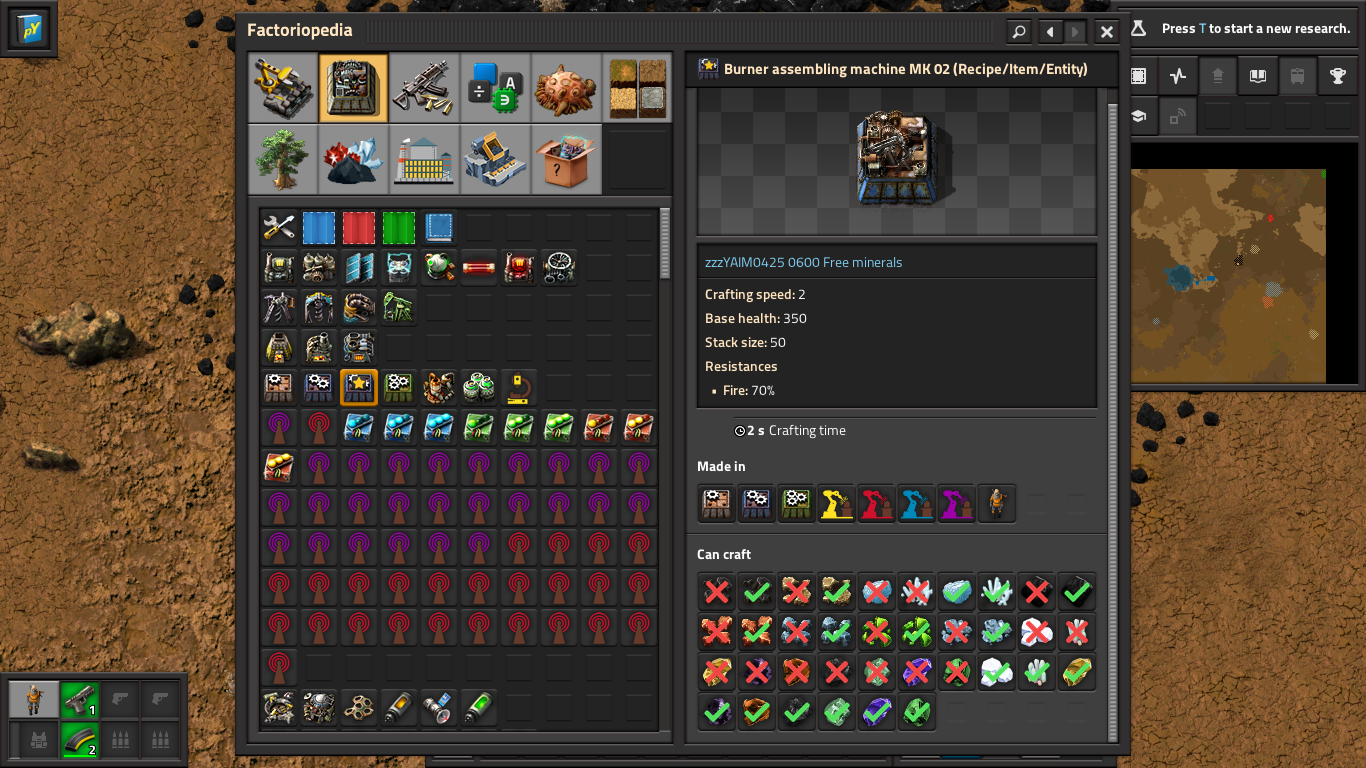 pY
Factoriopedia
Press T to start a new research.
A
?
Burner assembling machine MK 02 (Recipe/Item/Entity)
zzzYAIM0425 0600 Free minerals
Crafting speed: 2
Base health: 350
Stack size: 50
Resistances
• Fire: 70%
2 s Crafting time
Made in
Can craft
1
2